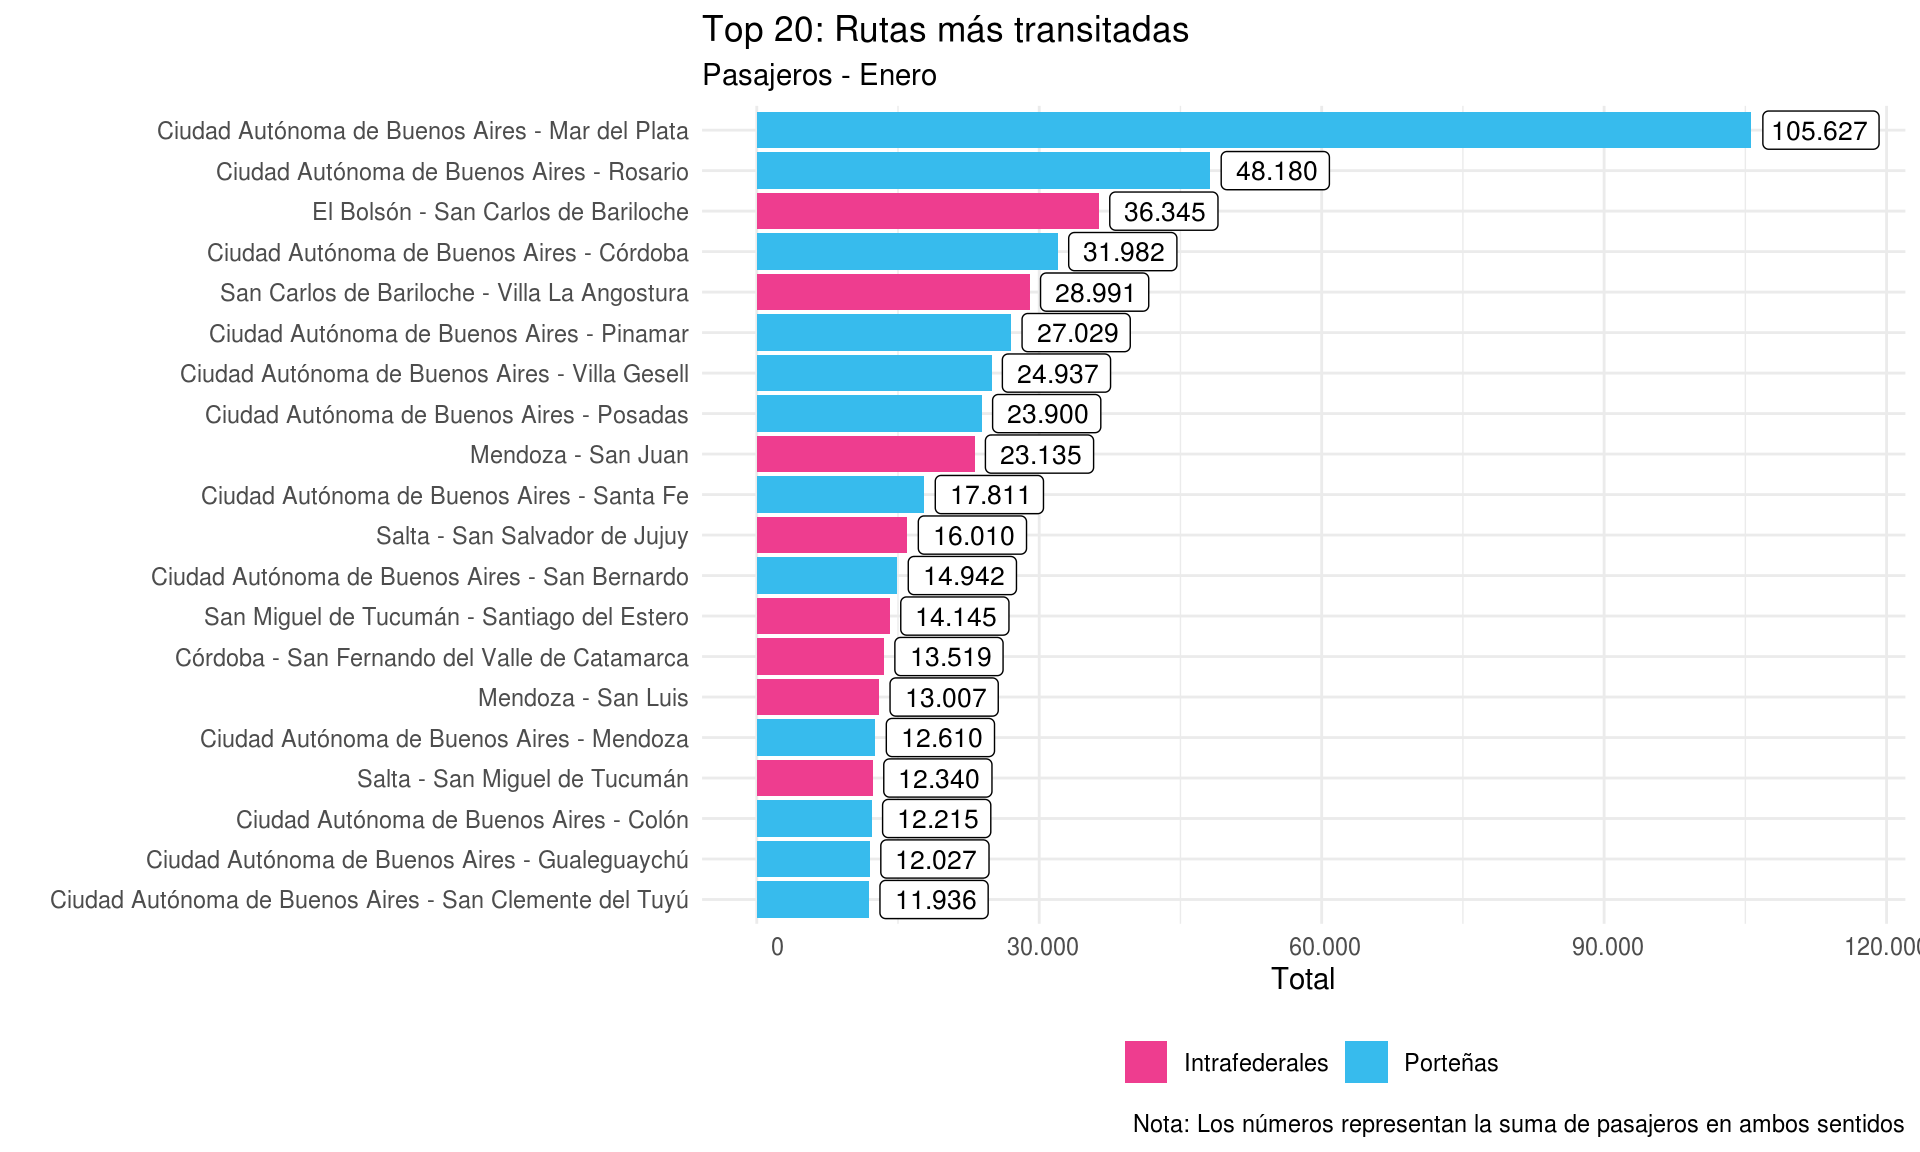 Top 20: Rutas más transitadas
Pasajeros - Enero
Ciudad Autónoma de Buenos Aires - Mar del Plata 105.627
Ciudad Autónoma de Buenos Aires - Rosario 48.180
El Bolsón - San Carlos de Bariloche 36.345
Ciudad Autónoma de Buenos Aires - Córdoba 31.982
San Carlos de Bariloche - Villa La Angostura 28.991
Ciudad Autónoma de Buenos Aires - Pinamar 27.029
Ciudad Autónoma de Buenos Aires - Villa Gesell 24.937
Ciudad Autónoma de Buenos Aires - Posadas 23.900
Mendoza - San Juan 23.135
Ciudad Autónoma de Buenos Aires - Santa Fe 17.811
Salta - San Salvador de Jujuy 16.010
Ciudad Autónoma de Buenos Aires - San Bernardo 14.942
San Miguel de Tucumán - Santiago del Estero 14.145
Córdoba - San Fernando del Valle de Catamarca 13.519
Mendoza - San Luis 13.007
Ciudad Autónoma de Buenos Aires - Mendoza 12.610
Salta - San Miguel de Tucumán 12.340
Ciudad Autónoma de Buenos Aires - Colón 12.215
Ciudad Autónoma de Buenos Aires - Gualeguaychú 12.027
Ciudad Autónoma de Buenos Aires - San Clemente del Tuyú 11.936
0 30.000 60.000 90.000 120.000
Total
Intrafederales Porteñas
Nota: Los números representan la suma de pasajeros en ambos sentidos